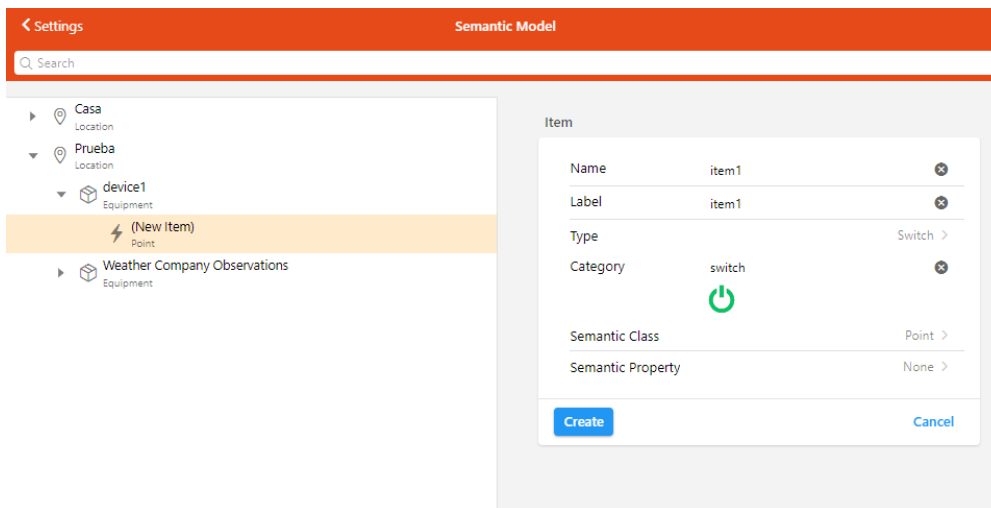 Settings
Semantic Model
Search
Casa
Location
Prueba
Location
device1
Equipment
(New Item)
Point
Weather Company Observations
Equipment
Item
Name item1
Label item1
Type Switch
Category switch
Semantic Class Point
Semantic Property None
Create Cancel